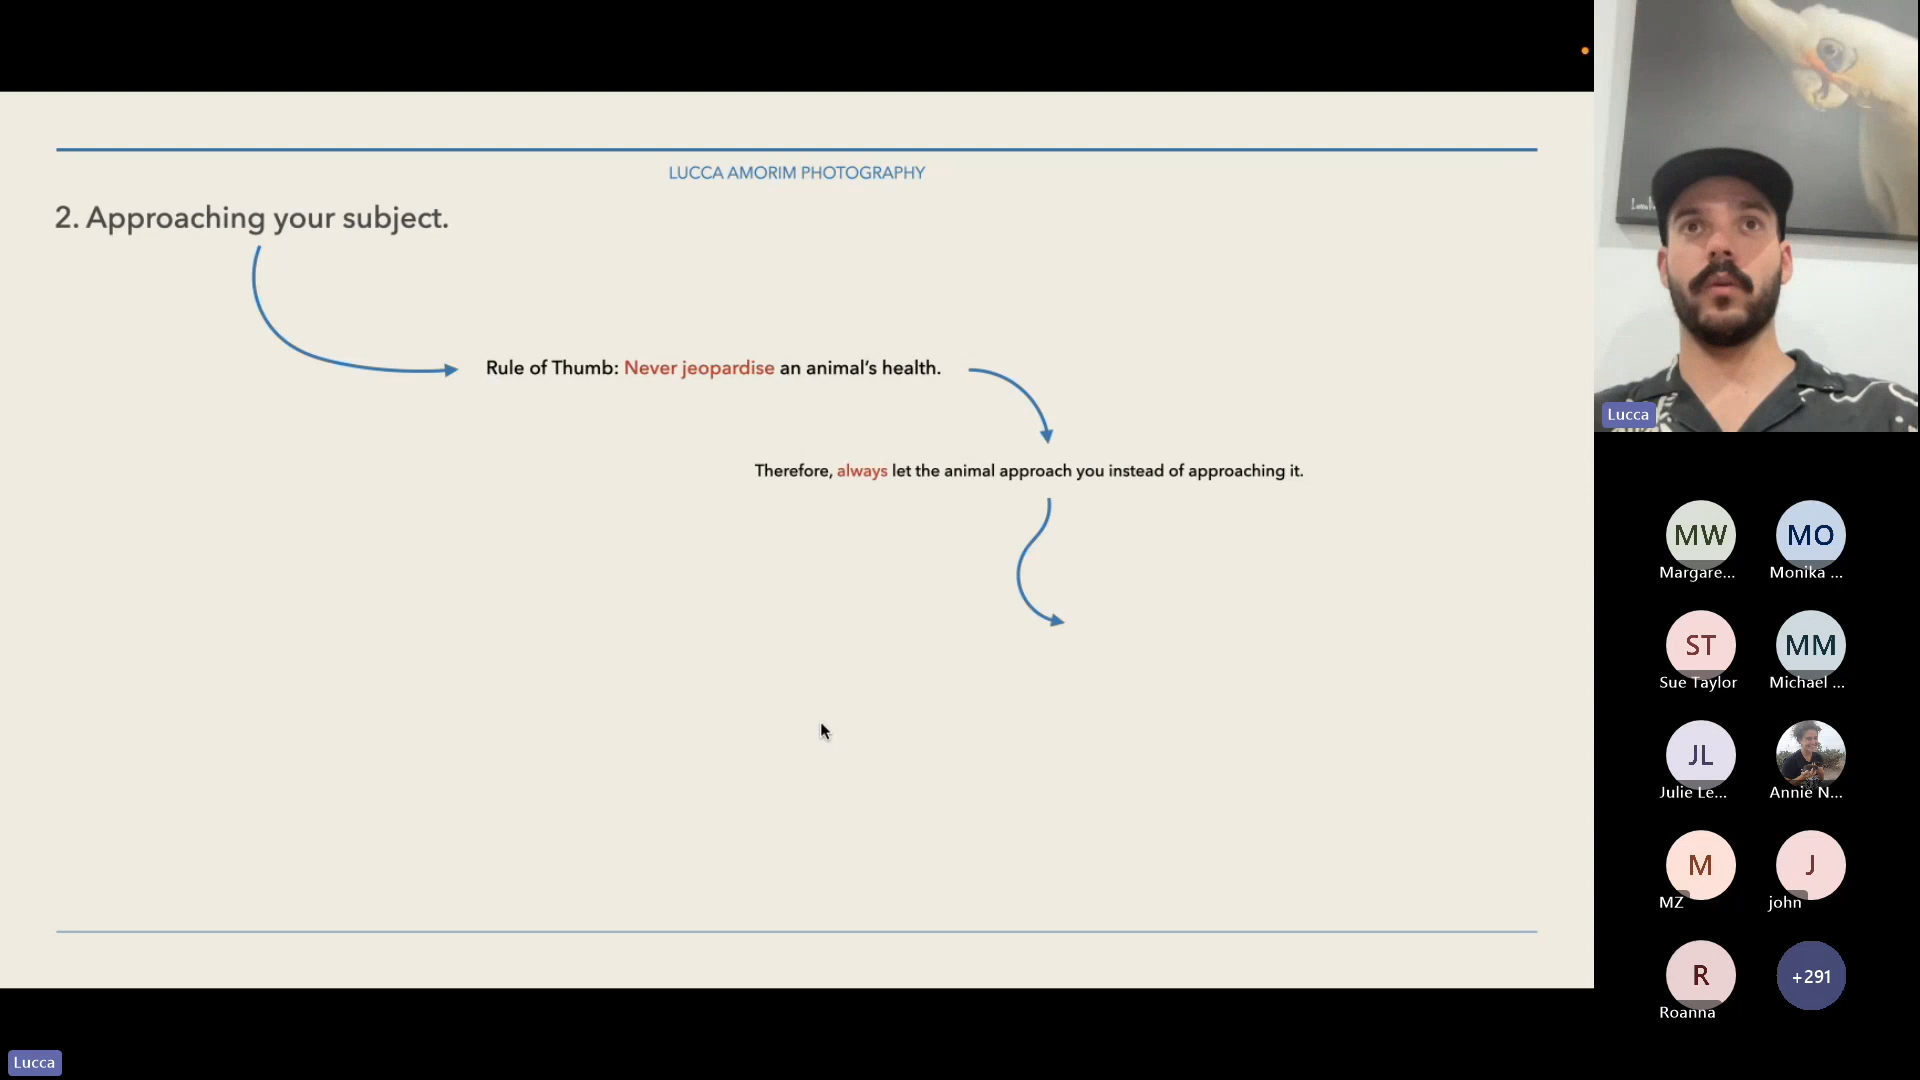 LUCCA AMORIM PHOTOGRAPHY
2. Approaching your subject.
Rule of Thumb: Never jeopardise an animal's health.
Therefore, always let the animal approach you instead of approaching it.
Lucca
MW
Margare...
MO
Monika ...
ST
Sue Taylor
MM
Michael ...
JL
Julie Le...
Annie N...
M
MZ
J
john
R
Roanna
+291
Lucca